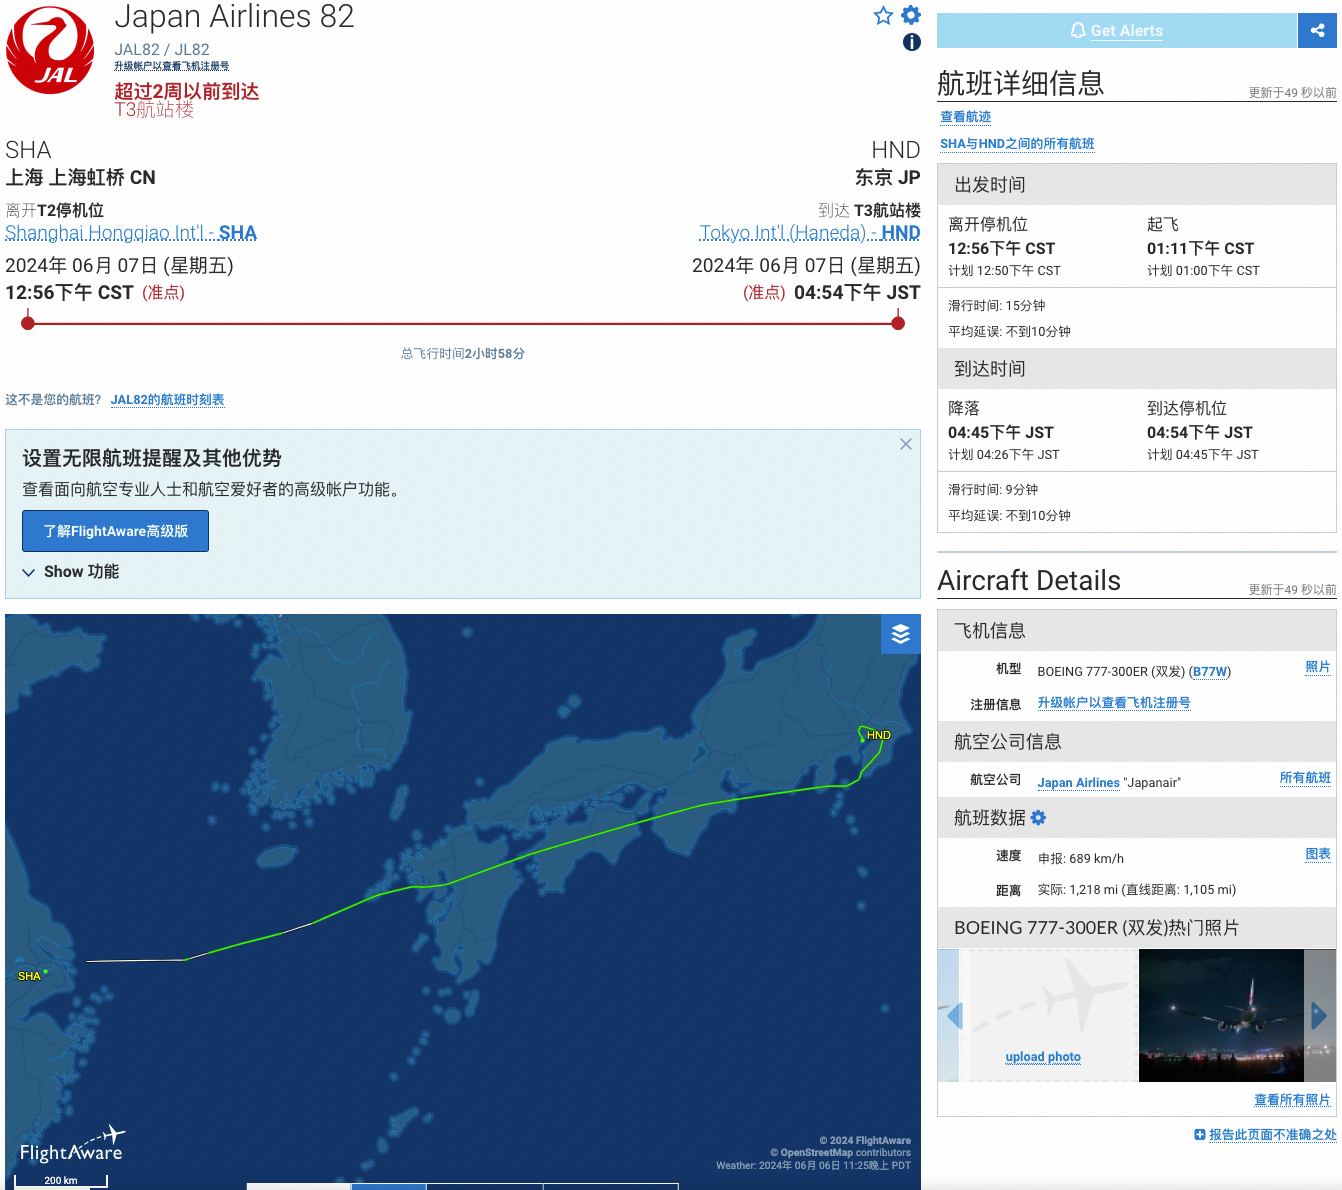 JAL
Japan Airlines 82
JAL82 / JL82
升级帐户以查看飞机注册号
超过2周以前到达
T3航站楼
SHA
上海 上海虹桥 CN
离开T2停机位
Shanghai Hongqiao Int'l - SHA
2024年 06月 07日 (星期五)
12:56下午 CST (准点)
HND
东京 JP
到达 T3航站楼
Tokyo Int'l (Haneda) - HND
2024年 06月 07日 (星期五)
(准点) 04:54下午 JST
总飞行时间2小时58分
这不是您的航班? JAL82的航班时刻表
设置无限航班提醒及其他优势
查看面向航空专业人士和航空爱好者的高级帐户功能。
了解FlightAware高级版
Show 功能
HND
SHA
FlightAware
200 km
© 2024 FlightAware
© OpenStreetMap contributors
Weather: 2024年 06月 06日 11:25晚上 PDT
Get Alerts
航班详细信息
更新于49 秒以前
查看航迹
SHA与HND之间的所有航班
出发时间
离开停机位 起飞
12:56下午 CST 01:11下午 CST
计划 12:50下午 CST 计划 01:00下午 CST
滑行时间: 15分钟
平均延误: 不到10分钟
到达时间
降落 到达停机位
04:45下午 JST 04:54下午 JST
计划 04:26下午 JST 计划 04:45下午 JST
滑行时间: 9分钟
平均延误: 不到10分钟
Aircraft Details
更新于49 秒以前
飞机信息
机型 BOEING 777-300ER (双发) (B77W) 照片
注册信息 升级帐户以查看飞机注册号
航空公司信息
航空公司 Japan Airlines "Japanair" 所有航班
航班数据
速度 申报: 689 km/h 图表
距离 实际: 1,218 mi (直线距离: 1,105 mi)
BOEING 777-300ER (双发)热门照片
upload photo
查看所有照片
报告此页面不准确之处